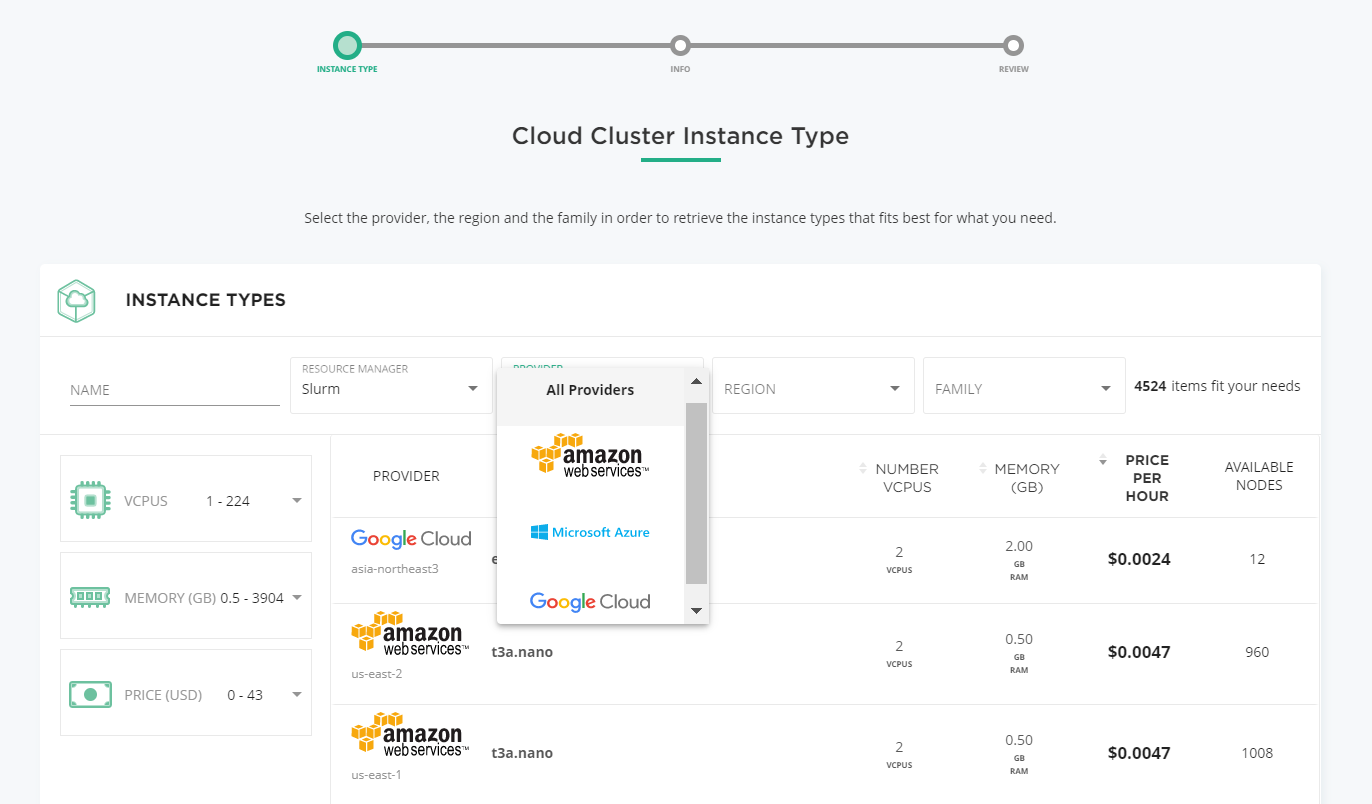 INSTANCE TYPE
INFO
REVIEW
Cloud Cluster Instance Type
Select the provider, the region and the family in order to retrieve the instance types that fits best for what you need.
INSTANCE TYPES
NAME
RESOURCE MANAGER
Slurm
PROVIDER
All Providers
amazon
web services™
Microsoft Azure
Google Cloud
REGION
FAMILY
4524 items fit your needs
VCPUS 1 - 224
MEMORY (GB) 0.5 - 3904
PRICE (USD) 0 - 43
PROVIDER
NUMBER
VCPUS
MEMORY
(GB)
PRICE
PER
HOUR
AVAILABLE
NODES
Google Cloud
asia-northeast3
2
VCPUS
2.00
GB
RAM
$0.0024
12
amazon
web services™
us-east-2
t3a.nano
2
VCPUS
0.50
GB
RAM
$0.0047
960
amazon
web services™
us-east-1
t3a.nano
2
VCPUS
0.50
GB
RAM
$0.0047
1008